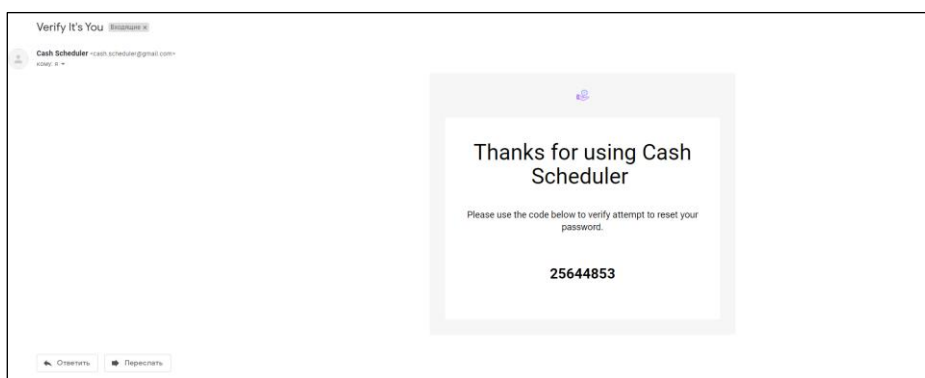 Verify It's You Входящие ×
Cash Scheduler <cash.scheduler@gmail.com>
кому: я
Thanks for using Cash
Scheduler
Please use the code below to verify attempt to reset your
password.
25644853
Ответить Переслать